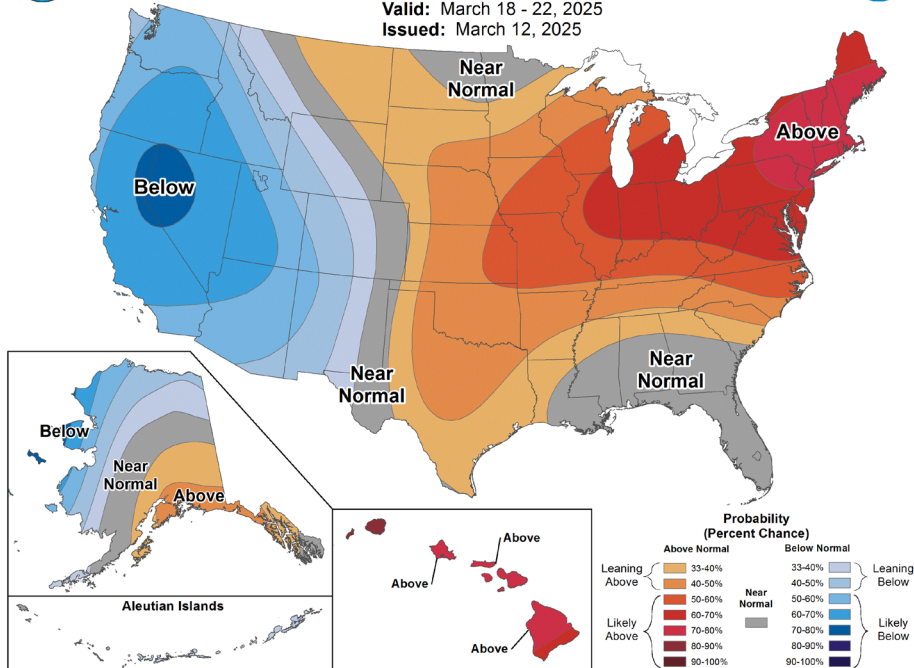 Valid: March 18 - 22, 2025
Issued: March 12, 2025
Near
Normal
Above
Below
Near
Normal
Near
Normal
Below
Near
Normal
Above
Aleutian Islands
Above
Above
Above
Probability
(Percent Chance)
Above Normal
Below Normal
Leaning
Above
33-40%
40-50%
Likely
Above
50-60%
60-70%
70-80%
80-90%
90-100%
Near
Normal
33-40%
40-50%
Leaning
Below
50-60%
60-70%
70-80%
80-90%
90-100%
Likely
Below